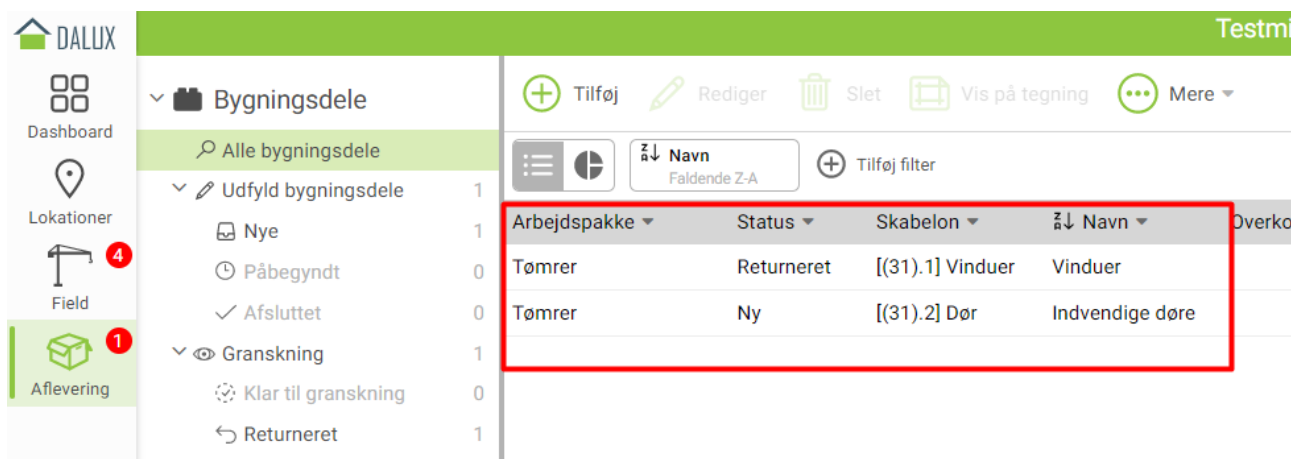 DALUX
Testmi
Dashboard
Lokationer
4
Field
1
Aflevering
Bygningsdele
Alle bygningsdele
Udfyld bygningsdele 1
Nye 1
Påbegyndt 0
Afsluttet 0
Granskning 1
Klar til granskning 0
Returneret 1
Tilføj Rediger Slet Vis på tegning Mere
Navn
Faldende Z-A
Tilføj filter
Arbejdspakke Status Skabelon Navn Overko
Tømrer Returneret [(31).1] Vinduer Vinduer
Tømrer Ny [(31).2] Dør Indvendige døre